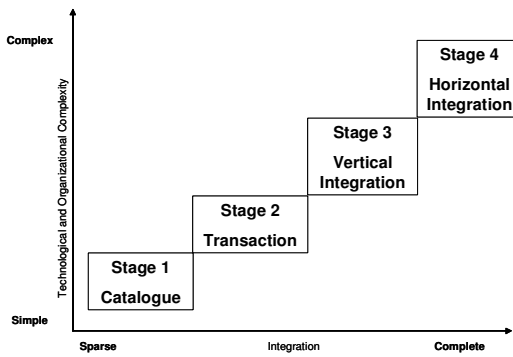 Complex
Stage 4
Horizontal
Integration
Stage 3
Vertical
Integration
Stage 2
Transaction
Stage 1
Catalogue
Technological and Organizational Complexity
Simple
Sparse
Integration
Complete